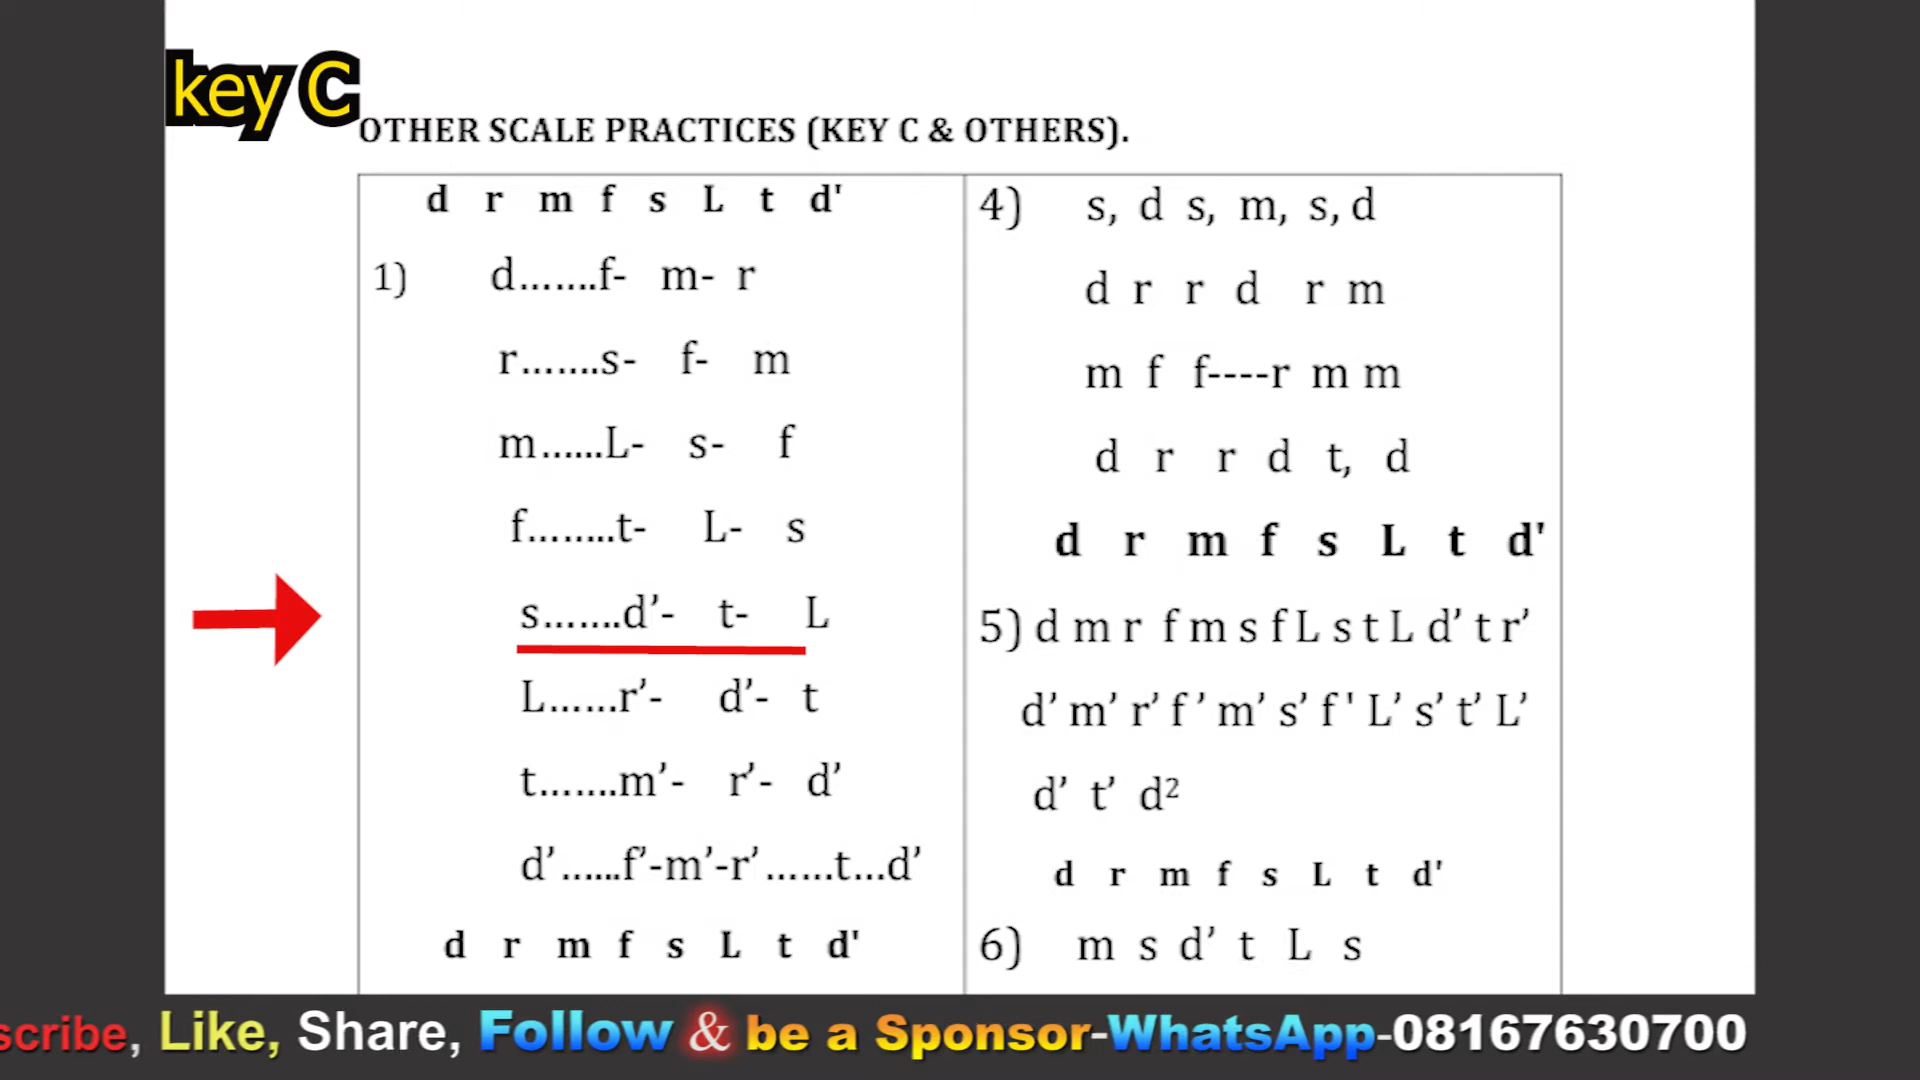 key C
OTHER SCALE PRACTICES (KEY C & OTHERS).
d r m f s L t d'
1) d.......f- m- r
r.......s- f- m
m......L- s- f
f........t- L- s
s.......d’- t- L
L......r’- d’- t
t.......m’- r’- d’
d’......f’-m’-r’......t...d’
d r m f s L t d'
4) s, d s, m, s, d
d r r d r m
m f f----r m m
d r r d t, d
d r m f s L t d'
5) d m r f m s f L s t L d’ t r’
d’ m’ r’ f ’ m’ s’ f ' L’ s’ t’ L’
d’ t’ d²
d r m f s L t d'
6) m s d’ t L s
scribe, Like, Share, Follow & be a Sponsor-WhatsApp-08167630700